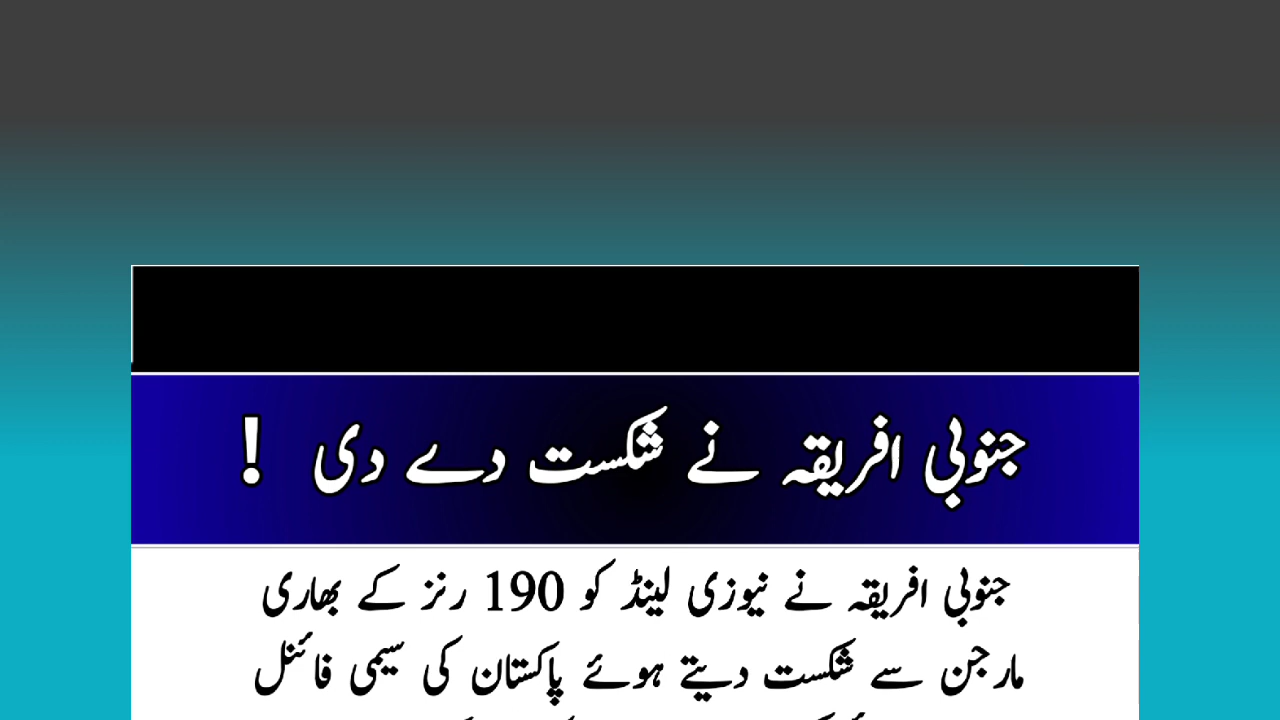 جنوبی افریقہ نے شکست دے دی !
جنوبی افریقہ نے نیوزی لینڈ کو 190 رنز کے بھاری
مارجن سے شکست دیتے ہوئے پاکستان کی سیمی فائنل